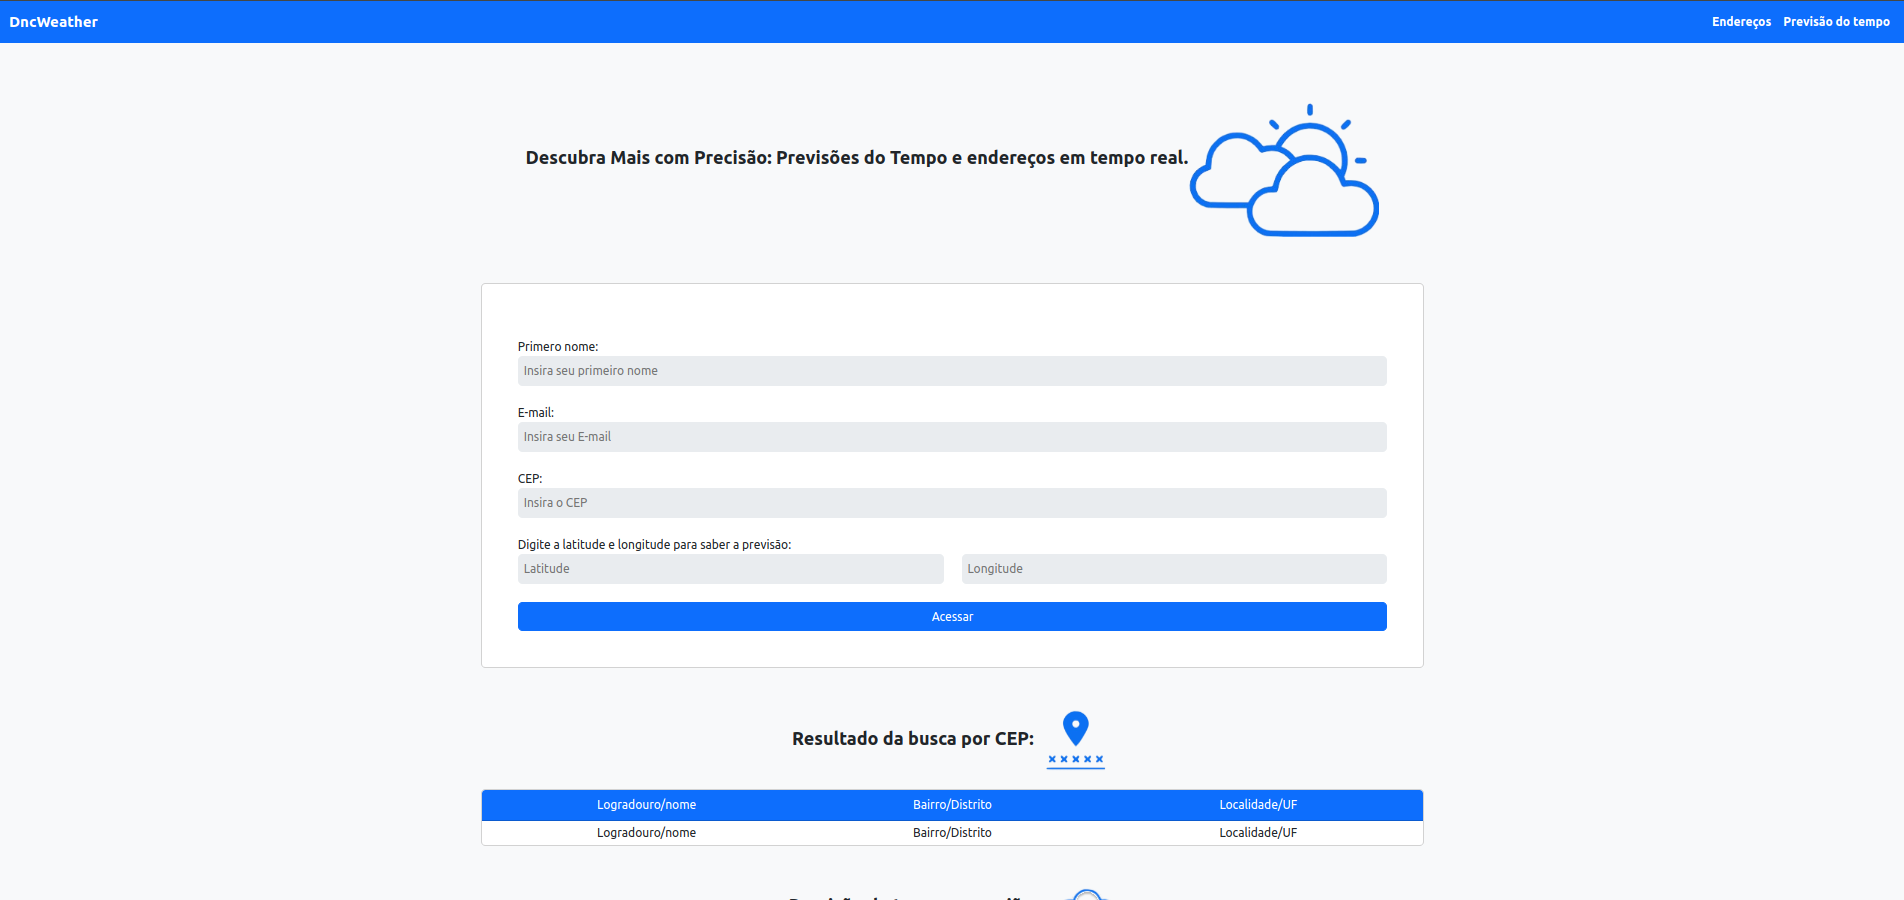 DncWeather
Endereços Previsão do tempo
Descubra Mais com Precisão: Previsões do Tempo e endereços em tempo real.
Primero nome:
Insira seu primeiro nome
E-mail:
Insira seu E-mail
CEP:
Insira o CEP
Digite a latitude e longitude para saber a previsão:
Latitude Longitude
Acessar
Resultado da busca por CEP:
Logradouro/nome Bairro/Distrito Localidade/UF
Logradouro/nome Bairro/Distrito Localidade/UF